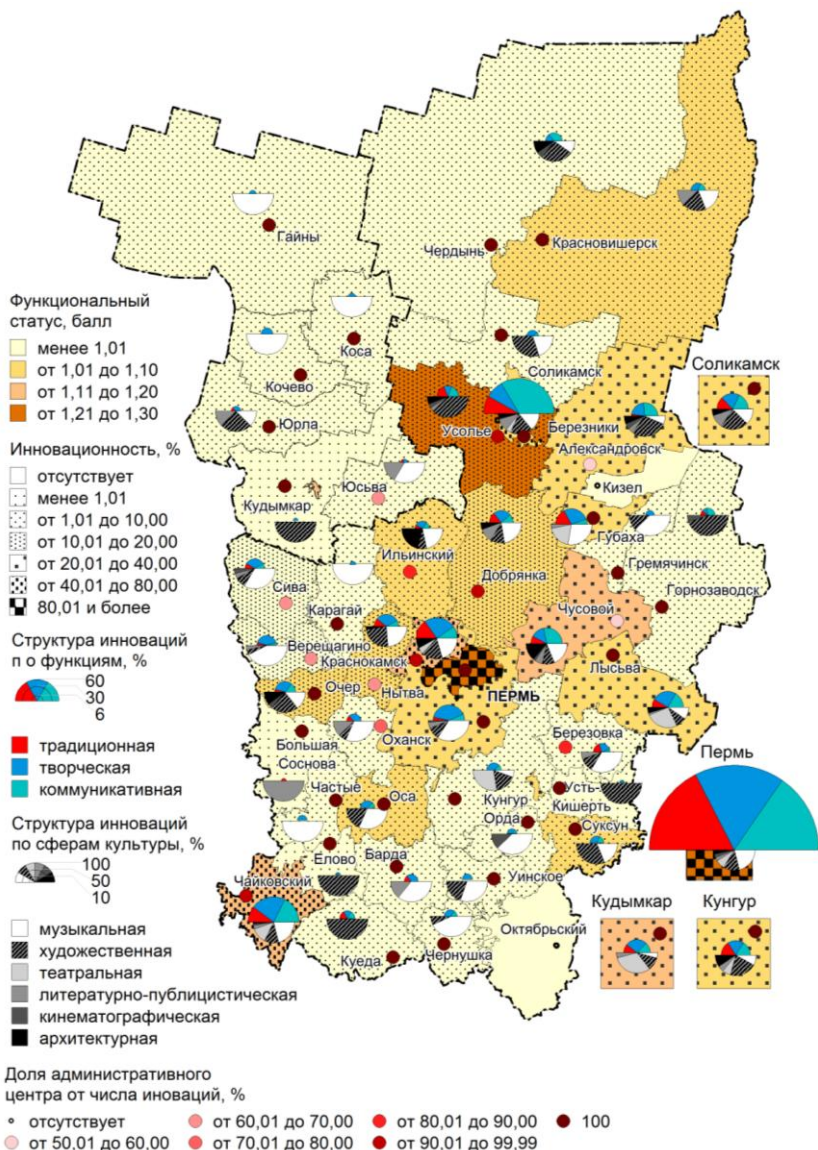 Гайны
Чердынь
Красновишерск
Функциональный
статус, балл
менее 1,01
от 1,01 до 1,10
от 1,11 до 1,20
от 1,21 до 1,30
Коса
Кочево
Соликамск
Соликамск
Юрла
Усолье
Березники
Александровск
Инновационность, %
отсутствует
менее 1,01
от 1,01 до 10,00
от 10,01 до 20,00
от 20,01 до 40,00
от 40,01 до 80,00
80,01 и более
Кудымкар
Юсьва
Кизел
Губаха
Ильинский
Гремячинск
Сива
Добрянка
Горнозаводск
Карагай
Чусовой
Структура инноваций
п о функциям, %
60
30
6
Верещагино
Краснокамск
Лысьва
Очер
Нытва
ПЕРМЬ
традиционная
творческая
коммуникативная
Большая
Соснова
Оханск
Березовка
Пермь
Частые
Оса
Кунгур
Орда
Усть-
Кишерть
Суксун
Структура инноваций
по сферам культуры, %
100
50
10
Елово
Барда
Уинское
Чайковский
Кудымкар
Кунгур
Октябрьский
Куеда
Чернушка
музыкальная
художественная
театральная
литературно-публицистическая
кинематографическая
архитектурная
Доля административного
центра от числа иноваций, %
отсутствует
от 60,01 до 70,00
от 80,01 до 90,00
100
от 50,01 до 60,00
от 70,01 до 80,00
от 90,01 до 99,99